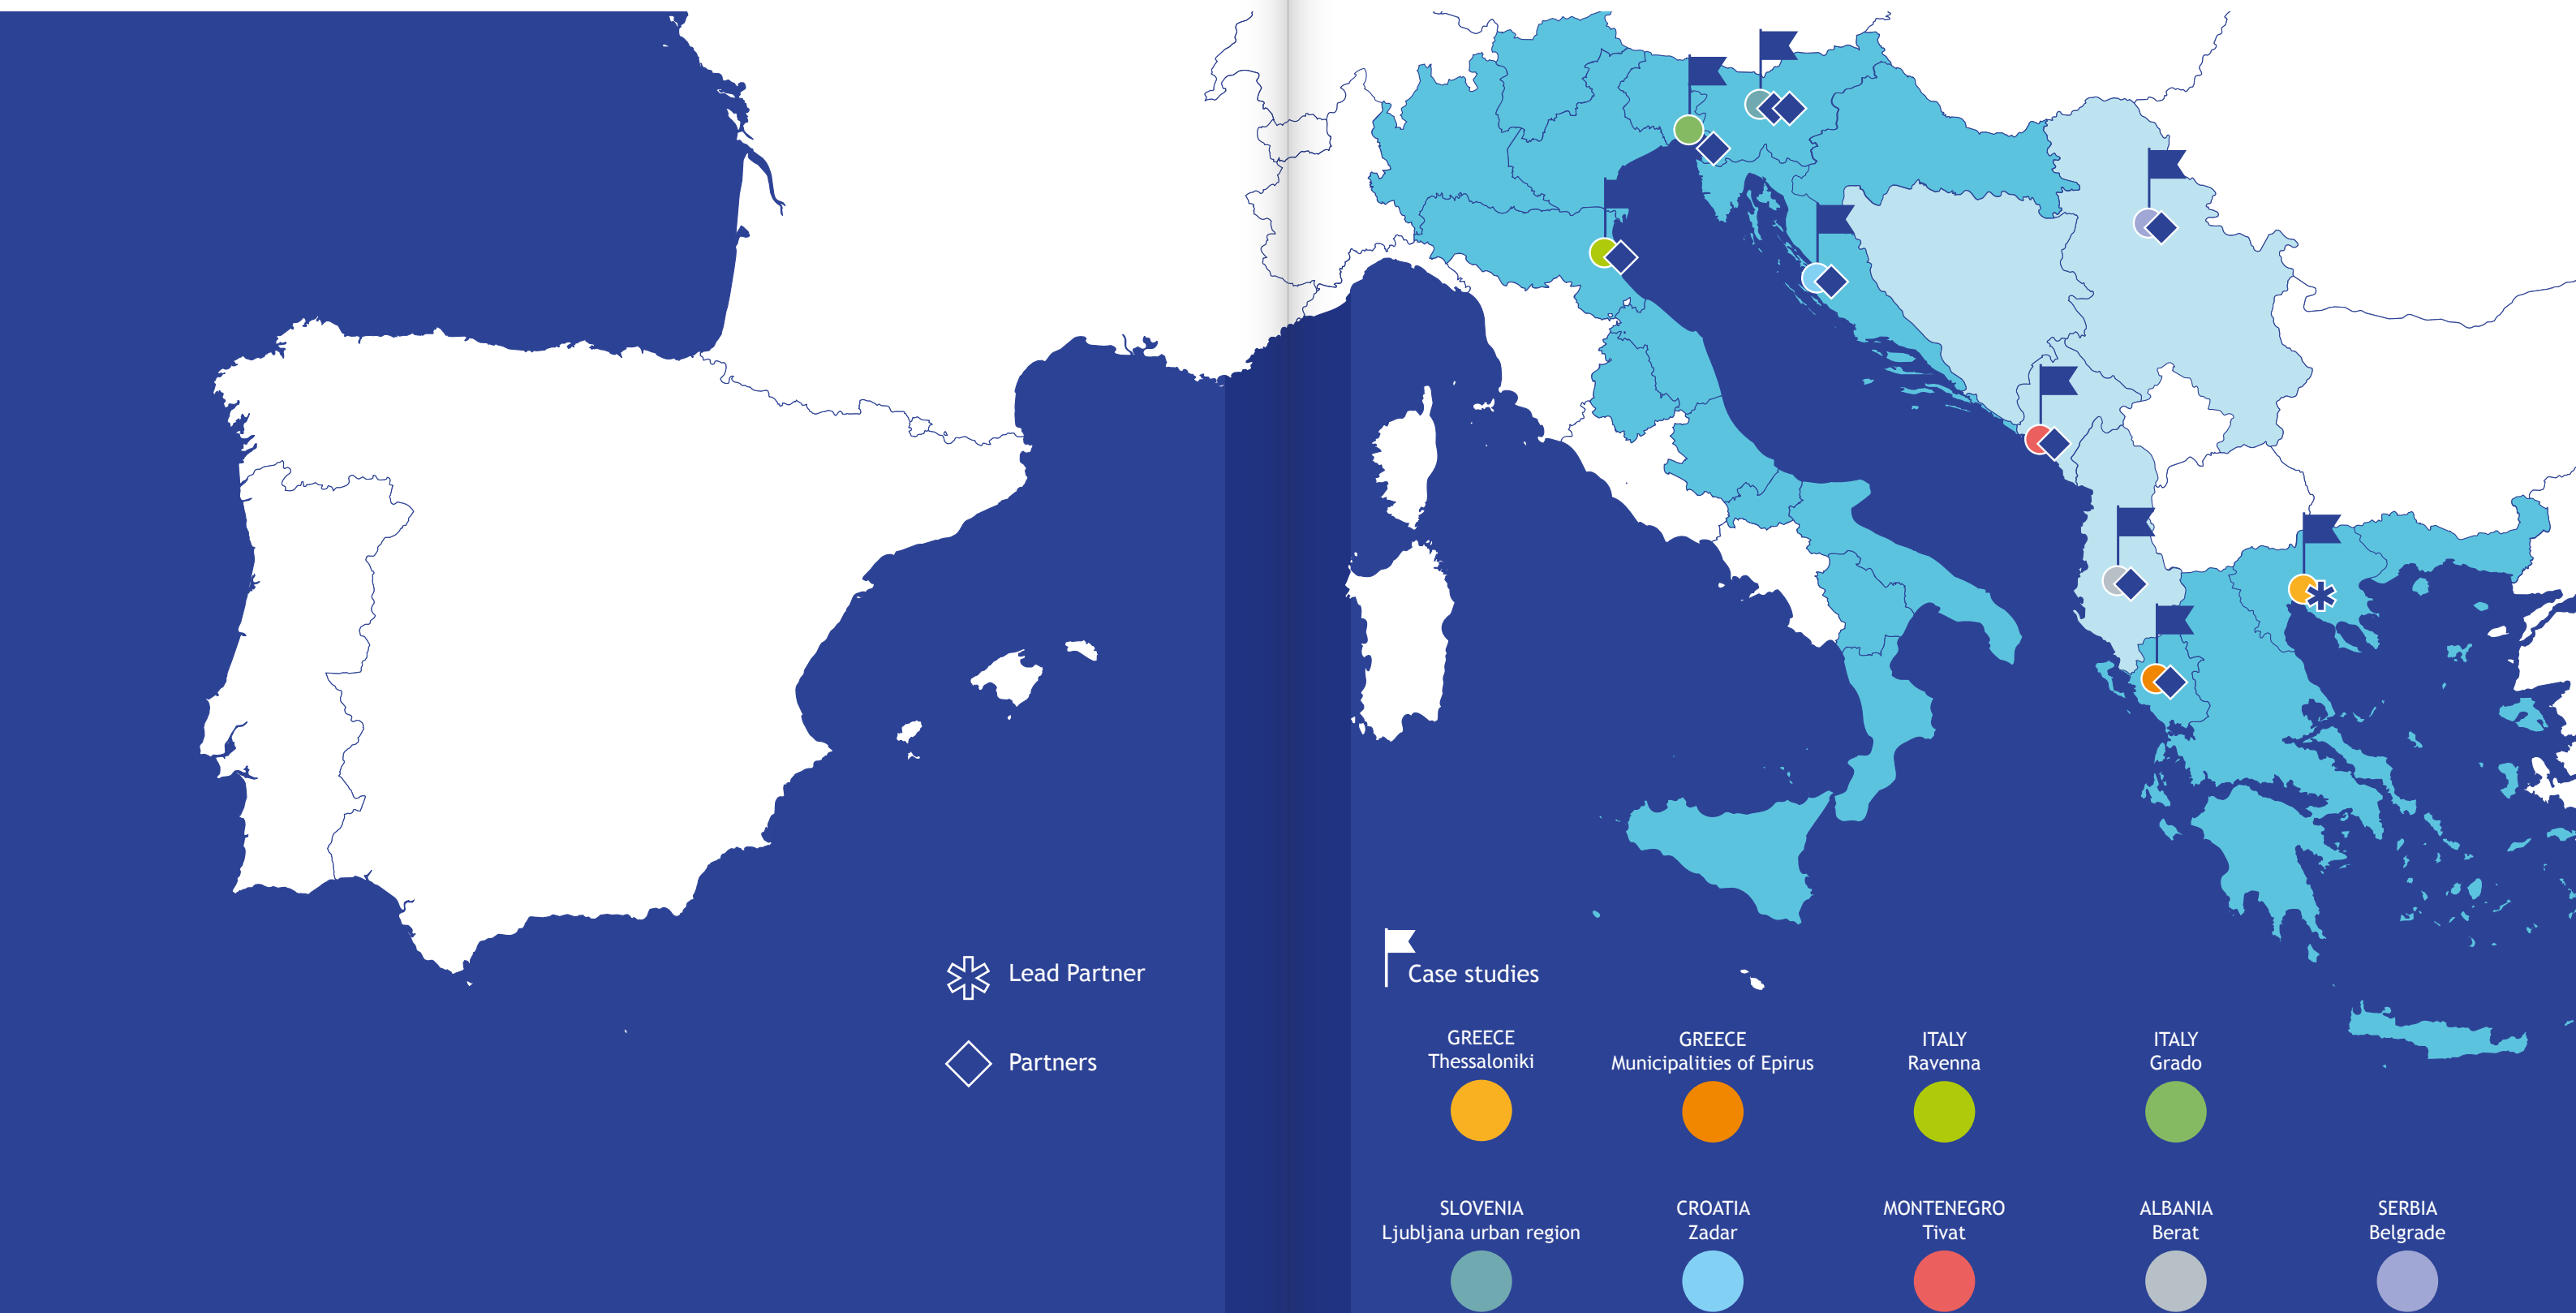 Lead Partner
Partners
Case studies
GREECE
Thessaloniki
GREECE
Municipalities of Epirus
ITALY
Ravenna
ITALY
Grado
SLOVENIA
Ljubljana urban region
CROATIA
Zadar
MONTENEGRO
Tivat
ALBANIA
Berat
SERBIA
Belgrade